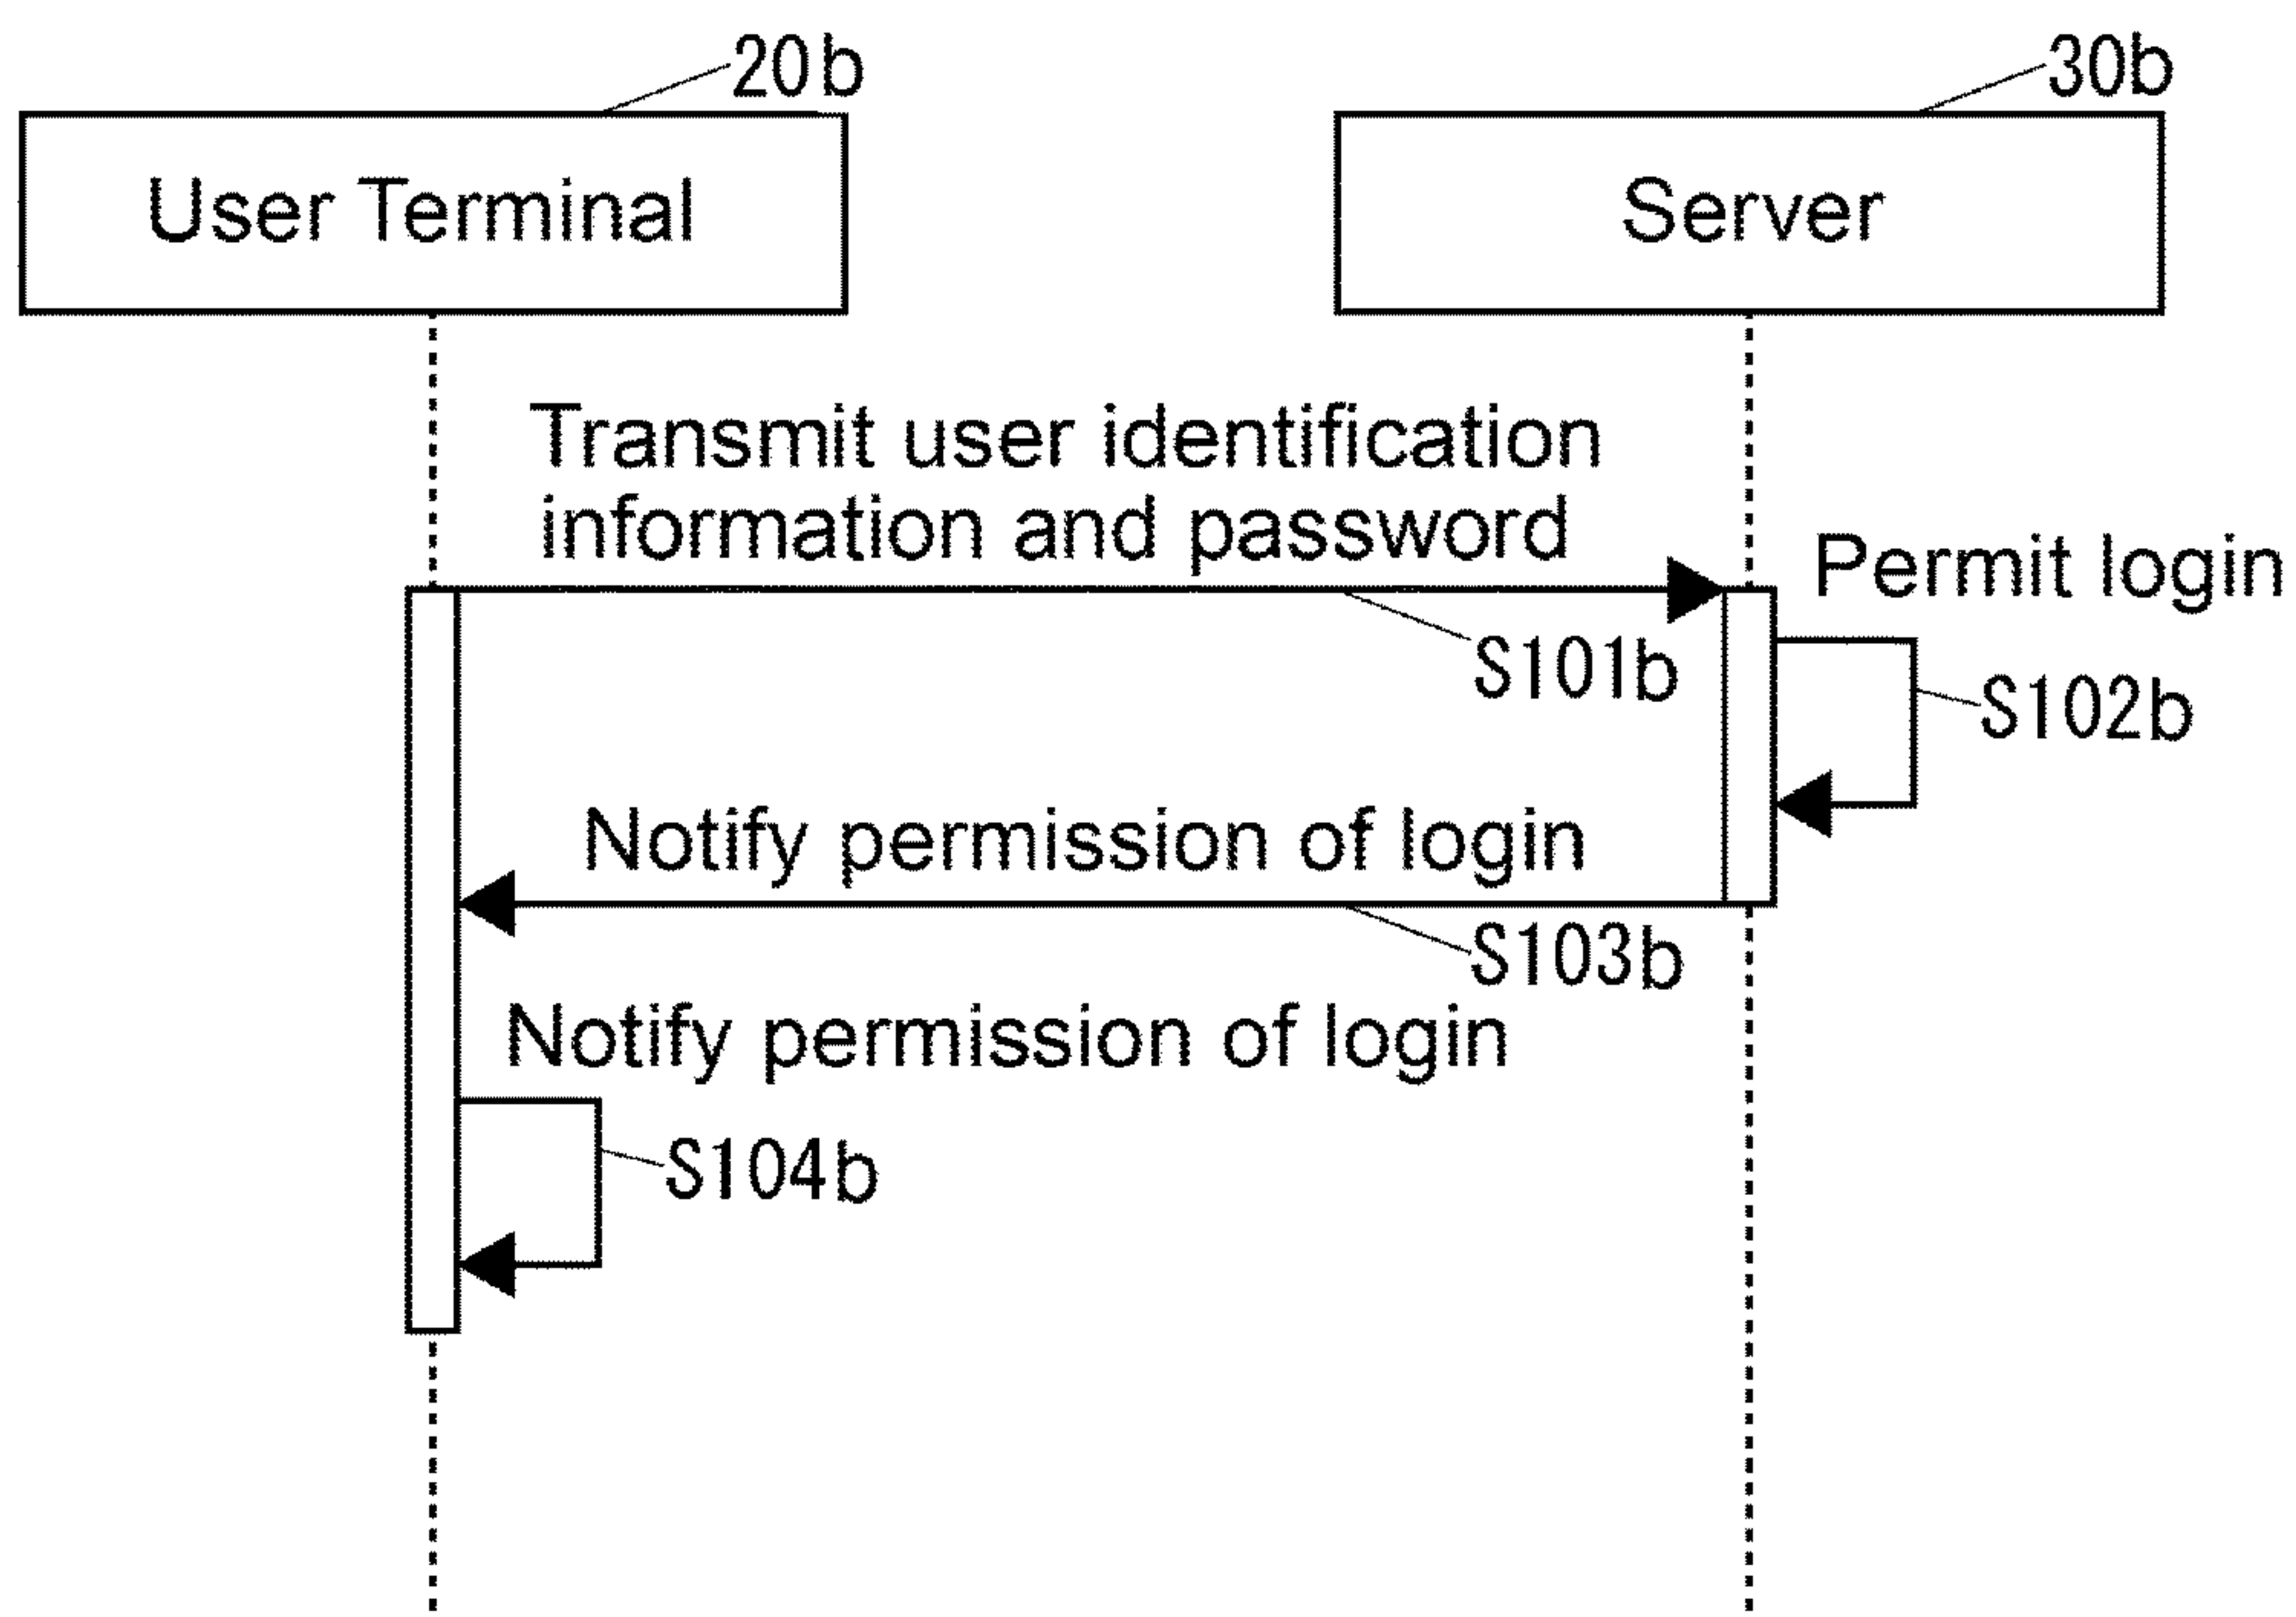 20b
30b
User Terminal
Server
Transmit user identification
information and password
Permit login
S101b
S102b
Notify permission of login
S103b
Notify permission of login
S104b